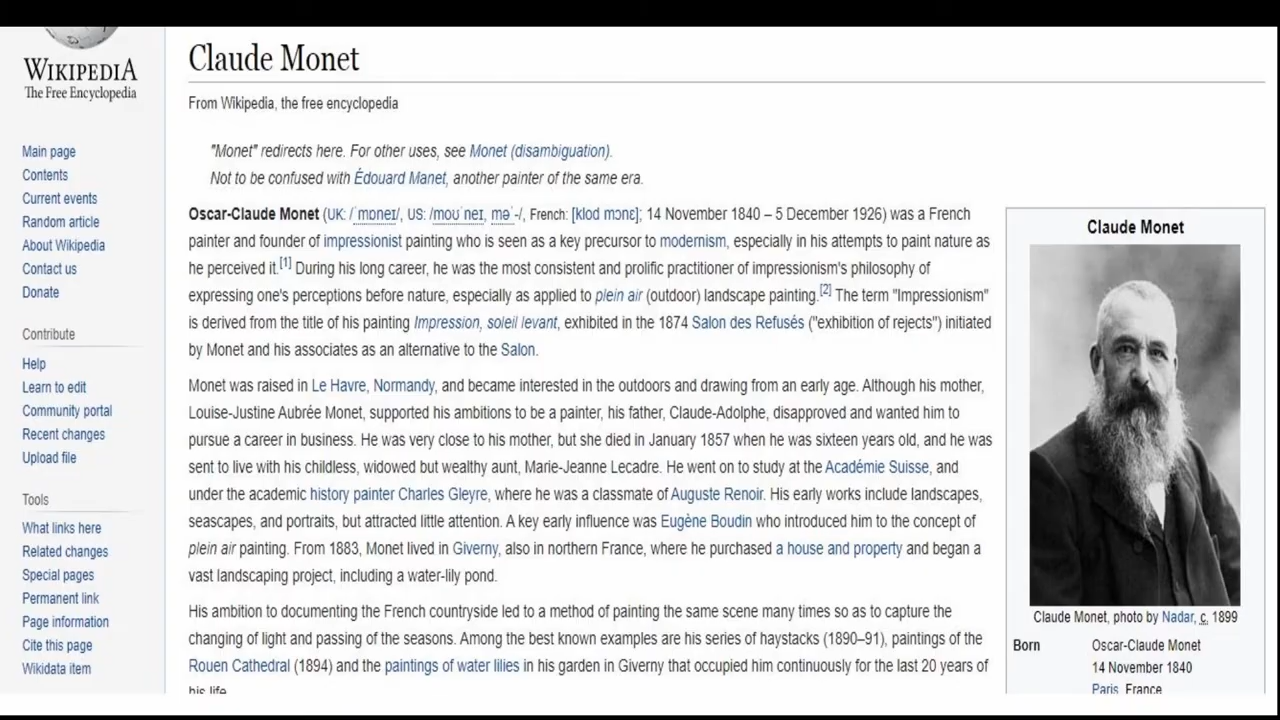 WIKIPEDIA
The Free Encyclopedia
Main page
Contents
Current events
Random article
About Wikipedia
Contact us
Donate
Contribute
Help
Learn to edit
Community portal
Recent changes
Upload file
Tools
What links here
Related changes
Special pages
Permanent link
Page information
Cite this page
Wikidata item
Claude Monet
From Wikipedia, the free encyclopedia
"Monet" redirects here. For other uses, see Monet (disambiguation).
Not to be confused with Édouard Manet, another painter of the same era.
Oscar-Claude Monet (UK: /ˈmɒneɪ/, US: /moʊˈneɪ, məˈ-/, French: [klod mɔnɛ]; 14 November 1840 – 5 December 1926) was a French
painter and founder of impressionist painting who is seen as a key precursor to modernism, especially in his attempts to paint nature as
he perceived it.[1] During his long career, he was the most consistent and prolific practitioner of impressionism's philosophy of
expressing one's perceptions before nature, especially as applied to plein air (outdoor) landscape painting.[2] The term "Impressionism"
is derived from the title of his painting Impression, soleil levant, exhibited in the 1874 Salon des Refusés ("exhibition of rejects") initiated
by Monet and his associates as an alternative to the Salon.
Monet was raised in Le Havre, Normandy, and became interested in the outdoors and drawing from an early age. Although his mother,
Louise-Justine Aubrée Monet, supported his ambitions to be a painter, his father, Claude-Adolphe, disapproved and wanted him to
pursue a career in business. He was very close to his mother, but she died in January 1857 when he was sixteen years old, and he was
sent to live with his childless, widowed but wealthy aunt, Marie-Jeanne Lecadre. He went on to study at the Académie Suisse, and
under the academic history painter Charles Gleyre, where he was a classmate of Auguste Renoir. His early works include landscapes,
seascapes, and portraits, but attracted little attention. A key early influence was Eugène Boudin who introduced him to the concept of
plein air painting. From 1883, Monet lived in Giverny, also in northern France, where he purchased a house and property and began a
vast landscaping project, including a water-lily pond.
His ambition to documenting the French countryside led to a method of painting the same scene many times so as to capture the
changing of light and passing of the seasons. Among the best known examples are his series of haystacks (1890–91), paintings of the
Rouen Cathedral (1894) and the paintings of water lilies in his garden in Giverny that occupied him continuously for the last 20 years of
his life.
Claude Monet
Claude Monet, photo by Nadar, c. 1899
Born Oscar-Claude Monet
14 November 1840
Paris, France